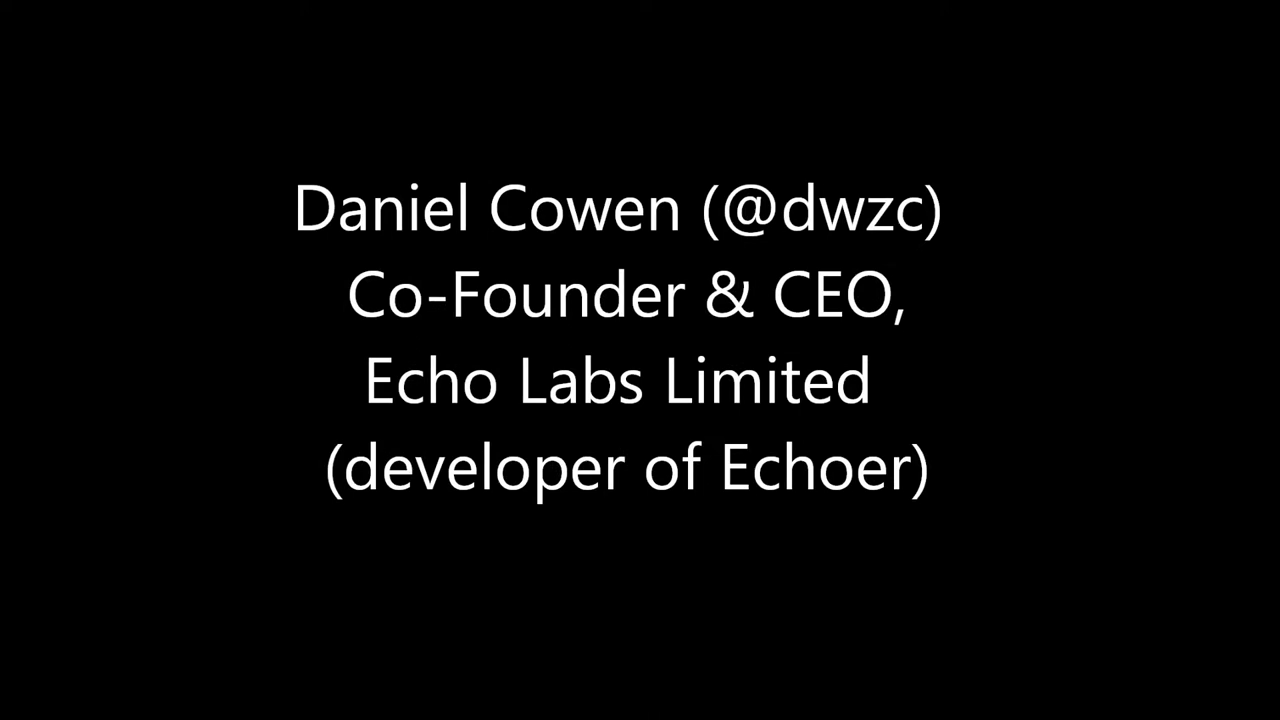 Daniel Cowen (@dwzc)
Co-Founder & CEO,
Echo Labs Limited
(developer of Echoer)